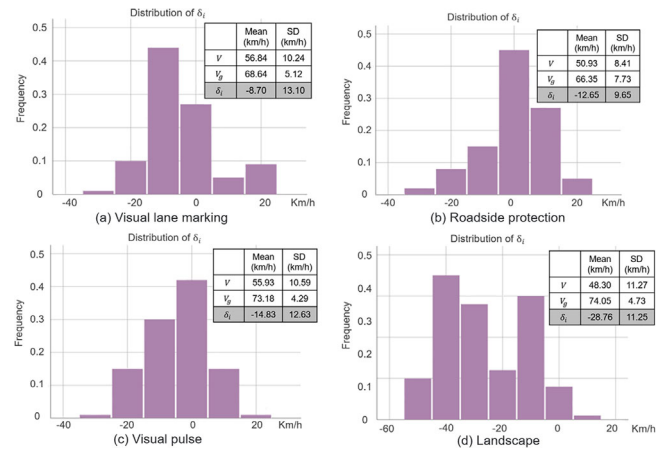 Distribution of δi
Mean (km/h) SD (km/h)
V 56.84 10.24
Vg 68.64 5.12
δi -8.70 13.10
Frequency
0.5
0.4
0.3
0.2
0.1
-40 -20 0 20 Km/h
(a) Visual lane marking
Distribution of δi
Mean (km/h) SD (km/h)
V 50.93 8.41
Vg 66.35 7.73
δi -12.65 9.65
Frequency
0.5
0.4
0.3
0.2
0.1
-40 -20 0 20 Km/h
(b) Roadside protection
Distribution of δi
Mean (km/h) SD (km/h)
V 55.93 10.59
Vg 73.18 4.29
δi -14.83 12.63
Frequency
0.5
0.4
0.3
0.2
0.1
-40 -20 0 20 Km/h
(c) Visual pulse
Distribution of δi
Mean (km/h) SD (km/h)
V 48.30 11.27
Vg 74.05 4.73
δi -28.76 11.25
Frequency
0.5
0.4
0.3
0.2
0.1
0
-60 -40 -20 0 20 Km/h
(d) Landscape